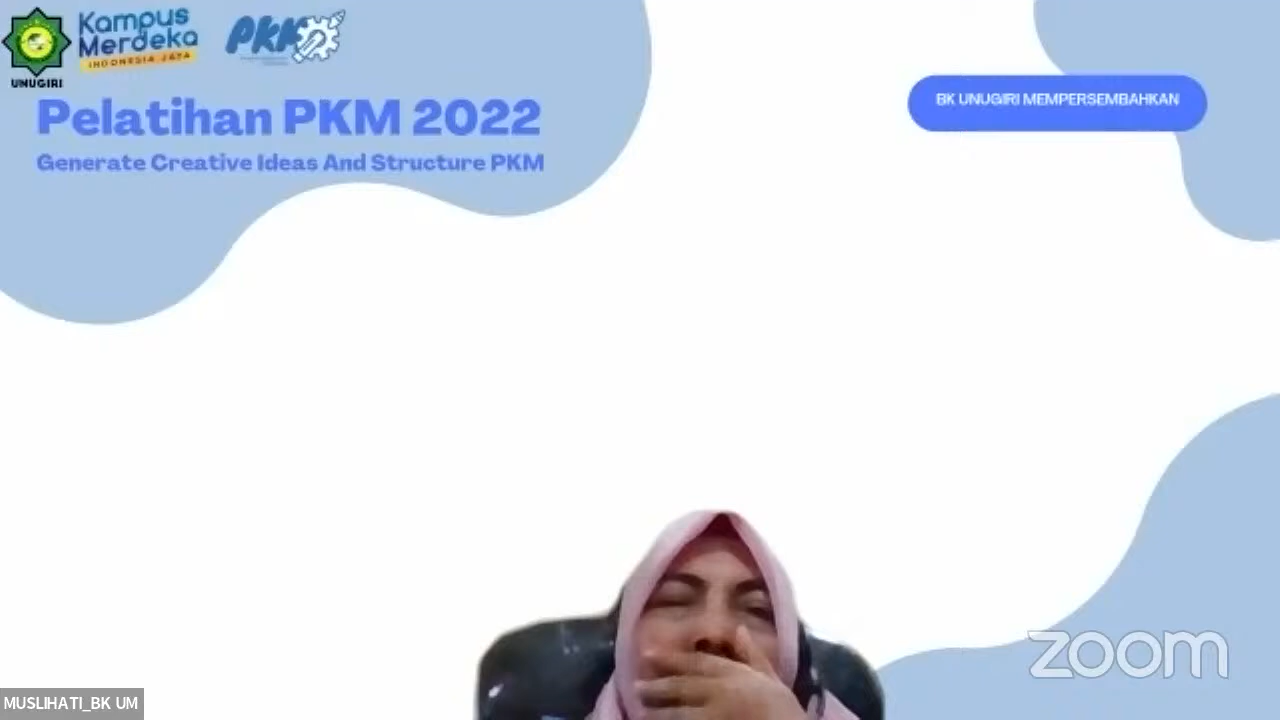 Kampus
Merdeka
INDONESIA JAYA
UNUGIRI
PKM
Pelatihan PKM 2022
Generate Creative Ideas And Structure PKM
BK UNUGIRI MEMPERSEMBAHKAN
zoom
MUSLIHATI_BK UM